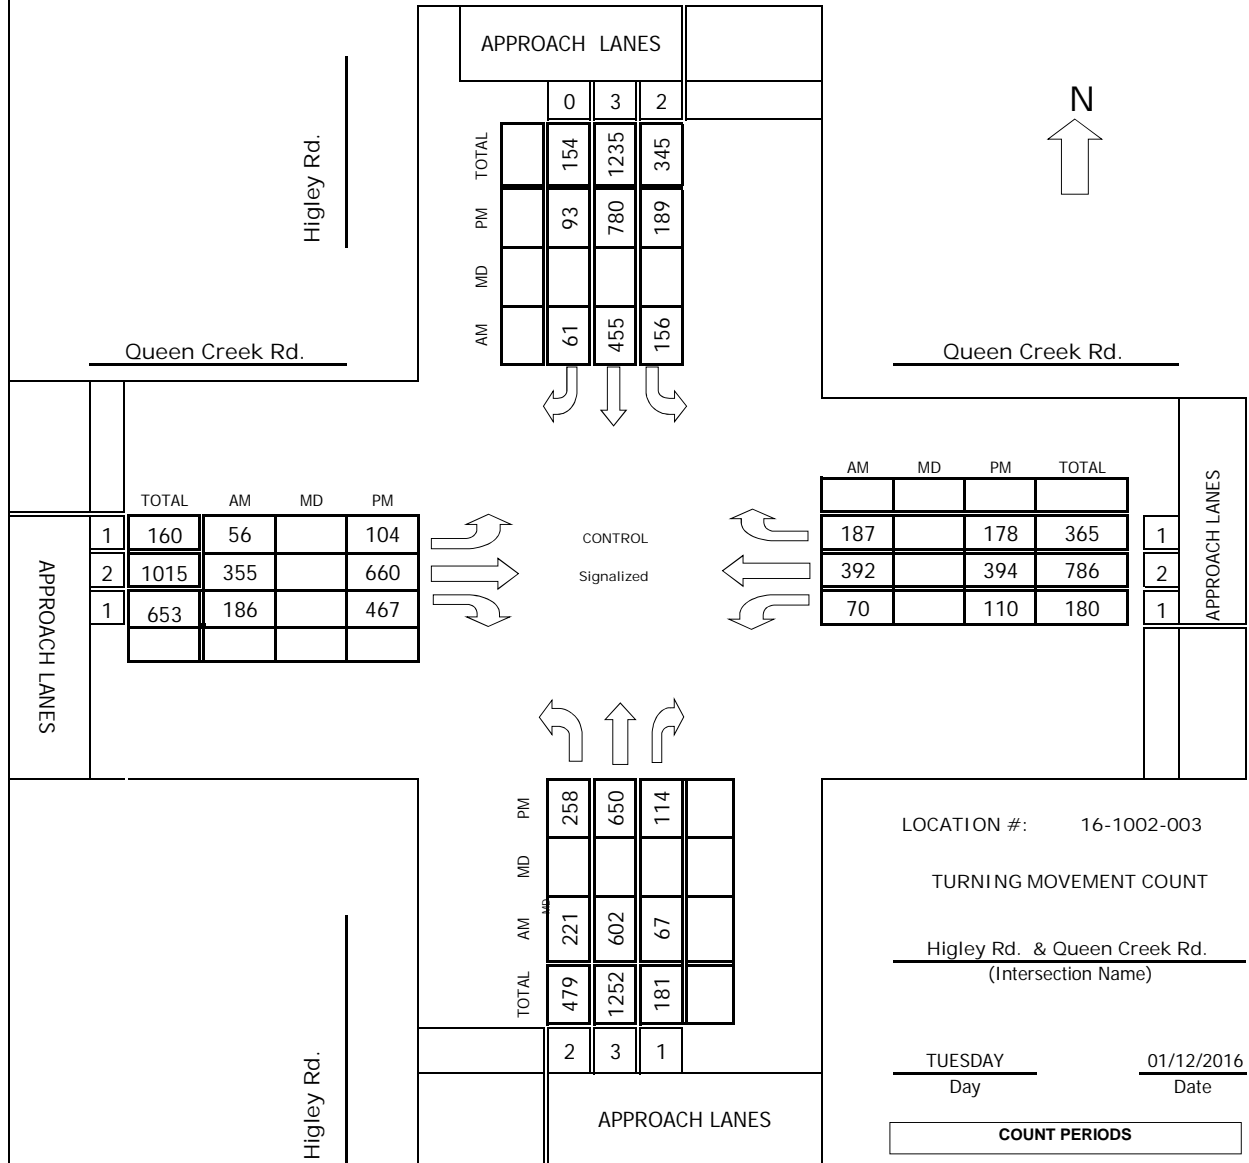 APPROACH LANES
0 3 2
N
Higley Rd.
TOTAL 154 1235 345
PM 93 780 189
MD
AM 61 455 156
Queen Creek Rd.
Queen Creek Rd.
AM MD PM TOTAL
TOTAL AM MD PM
1 160 56 104
2 1015 355 660
1 653 186 467
APPROACH LANES
CONTROL
Signalized
187 178 365 1
392 394 786 2
70 110 180 1
APPROACH LANES
PM 258 650 114
MD
MD
AM 221 602 67
TOTAL 479 1252 181
2 3 1
APPROACH LANES
Higley Rd.
LOCATION #: 16-1002-003
TURNING MOVEMENT COUNT
Higley Rd. & Queen Creek Rd.
(Intersection Name)
TUESDAY 01/12/2016
Day Date
COUNT PERIODS